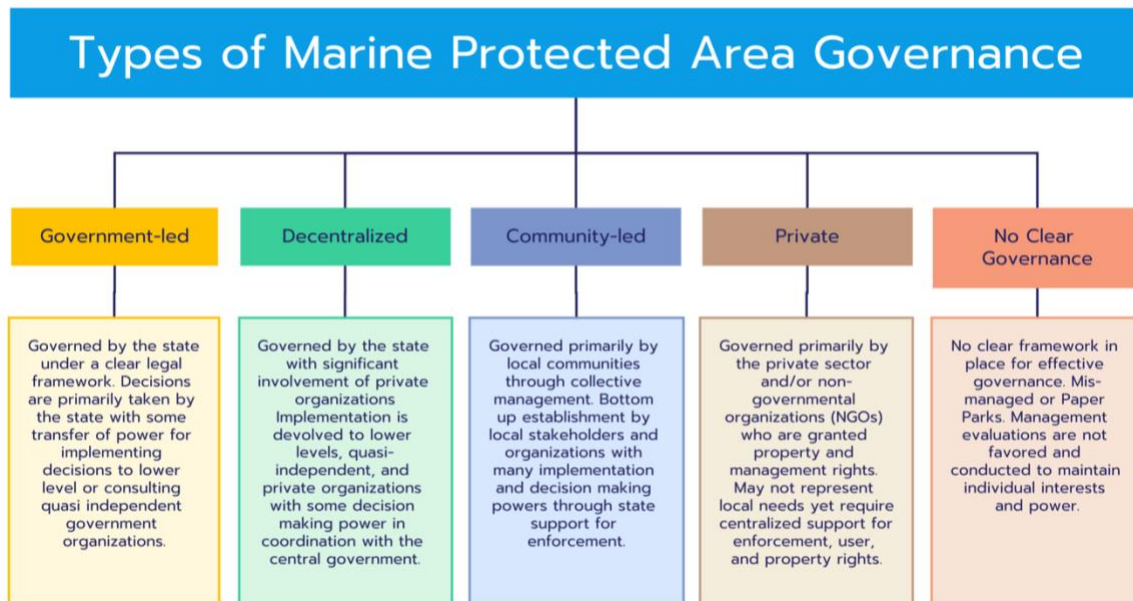 Types of Marine Protected Area Governance
Government-led
Governed by the state
under a clear legal
framework. Decisions
are primarily taken by
the state with some
transfer of power for
implementing
decisions to lower
level or consulting
quasi independent
government
organizations.
Decentralized
Governed by the state
with significant
involvement of private
organizations
Implementation is
devolved to lower
levels, quasi-
independent, and
private organizations
with some decision
making power in
coordination with the
central government.
Community-led
Governed primarily by
local communities
through collective
management. Bottom
up establishment by
local stakeholders and
organizations with
many implementation
and decision making
powers through state
support for
enforcement.
Private
Governed primarily by
the private sector
and/or non-
governmental
organizations (NGOs)
who are granted
property and
management rights.
May not represent
local needs yet require
centralized support for
enforcement, user,
and property rights.
No Clear
Governance
No clear framework in
place for effective
governance. Mis-
managed or Paper
Parks. Management
evaluations are not
favored and
conducted to maintain
individual interests
and power.